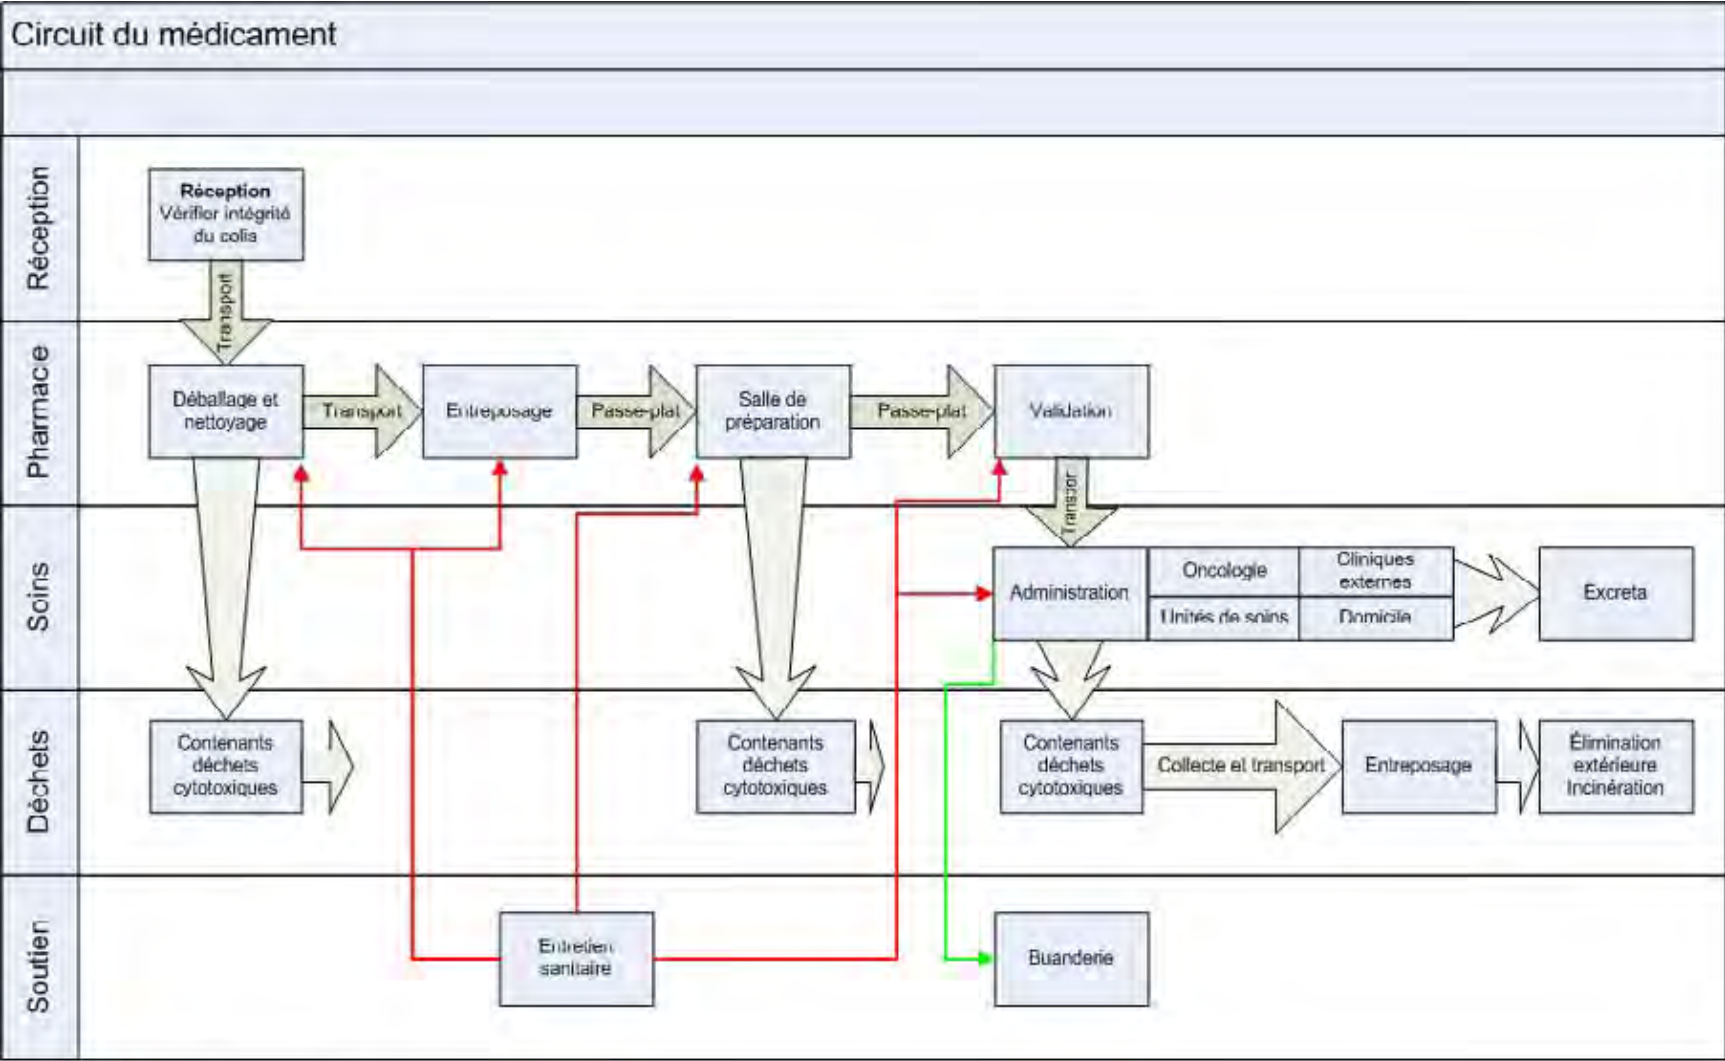 Circuit du médicament
Réception
Réception
Vérifier intégrité
du colis
Transport
Pharmacie
Déballage et
nettoyage
Transport
Entreposage
Passe-plat
Salle de
préparation
Passe-plat
Validation
Transpor
Soins
Administration
Oncologie
Cliniques
externes
Unités de soins
Domicile
Excreta
Déchets
Contenants
déchets
cytotoxiques
Contenants
déchets
cytotoxiques
Contenants
déchets
cytotoxiques
Collecte et transport
Entreposage
Élimination
extérieure
Incinération
Soutien
Entretien
sanitaire
Buanderie